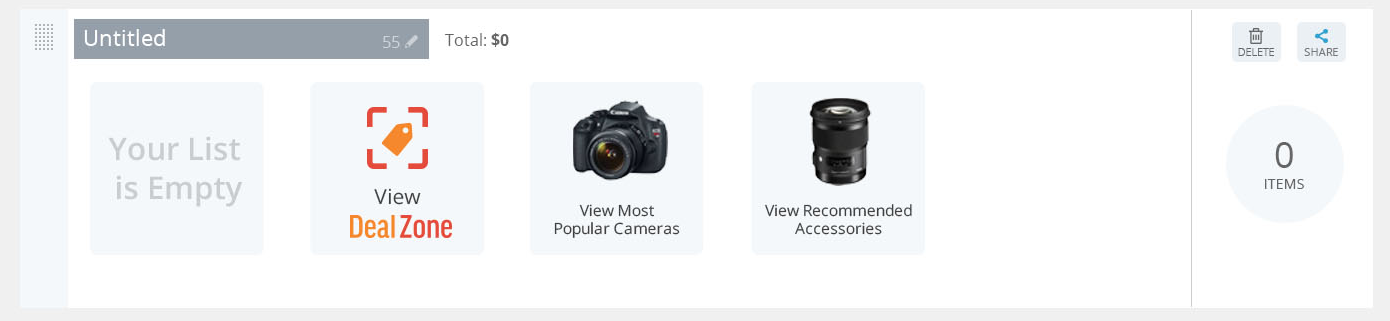 Untitled
55
Total: $0
DELETE
SHARE
Your List
is Empty
View
Deal Zone
Canon
View Most
Popular Cameras
View Recommended
Accessories
0
ITEMS